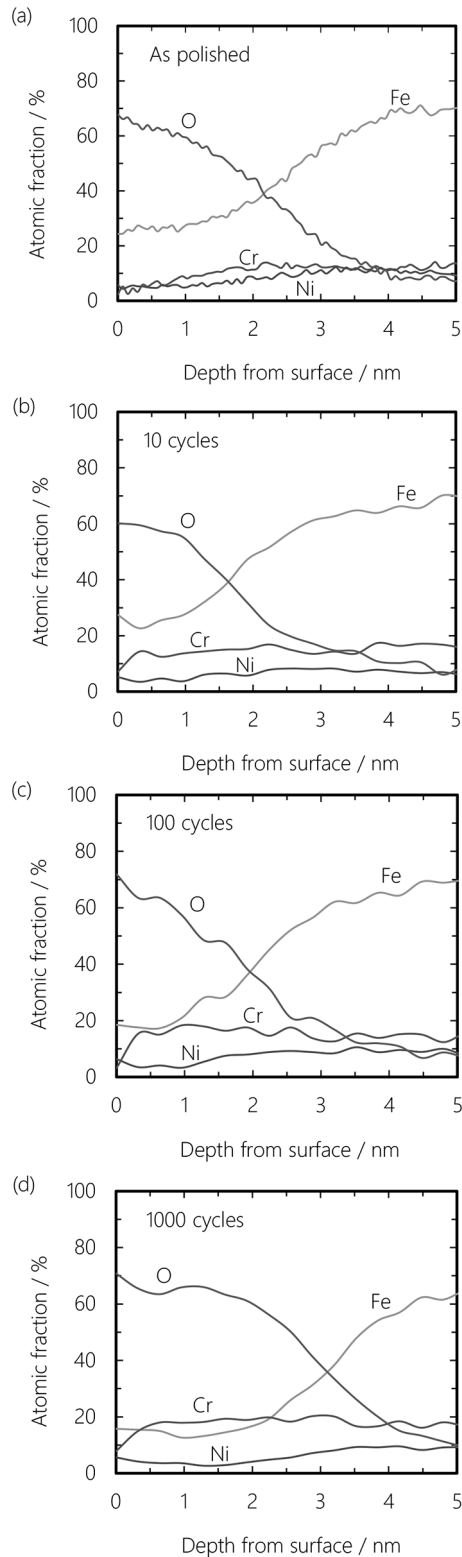 (a)
100
As polished
80
Fe
O
60
40
Cr
20
Ni
0
0 1 2 3 4 5
Atomic fraction / %
Depth from surface / nm
(b)
100
10 cycles
80
Fe
O
60
40
Cr
20
Ni
0
0 1 2 3 4 5
Atomic fraction / %
Depth from surface / nm
(c)
100
100 cycles
80
Fe
O
60
40
Cr
20
Ni
0
0 1 2 3 4 5
Atomic fraction / %
Depth from surface / nm
(d)
100
1000 cycles
80
O
Fe
60
40
Cr
20
Ni
0
0 1 2 3 4 5
Atomic fraction / %
Depth from surface / nm